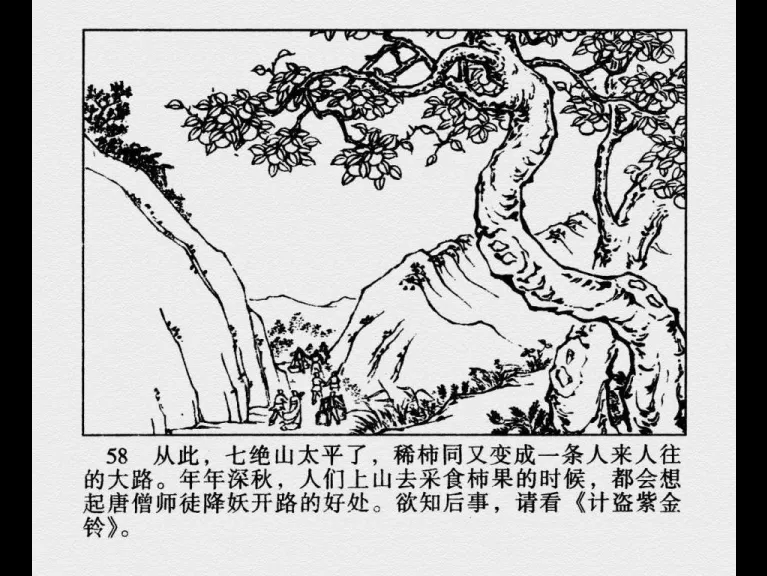 58 从此，七绝山太平了，稀柿同又变成一条人来人往
的大路。年年深秋，人们上山去采食柿果的时候，都会想
起唐僧师徒降妖开路的好处。欲知后事，请看《计盗紫金
铃》。